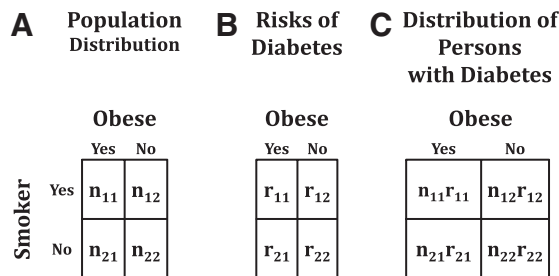 A Population Distribution
B Risks of Diabetes
C Distribution of Persons with Diabetes
Obese
Yes No
Smoker
Yes n11 n12
No n21 n22
Obese
Yes No
r11 r12
r21 r22
Obese
Yes No
n11r11 n12r12
n21r21 n22r22